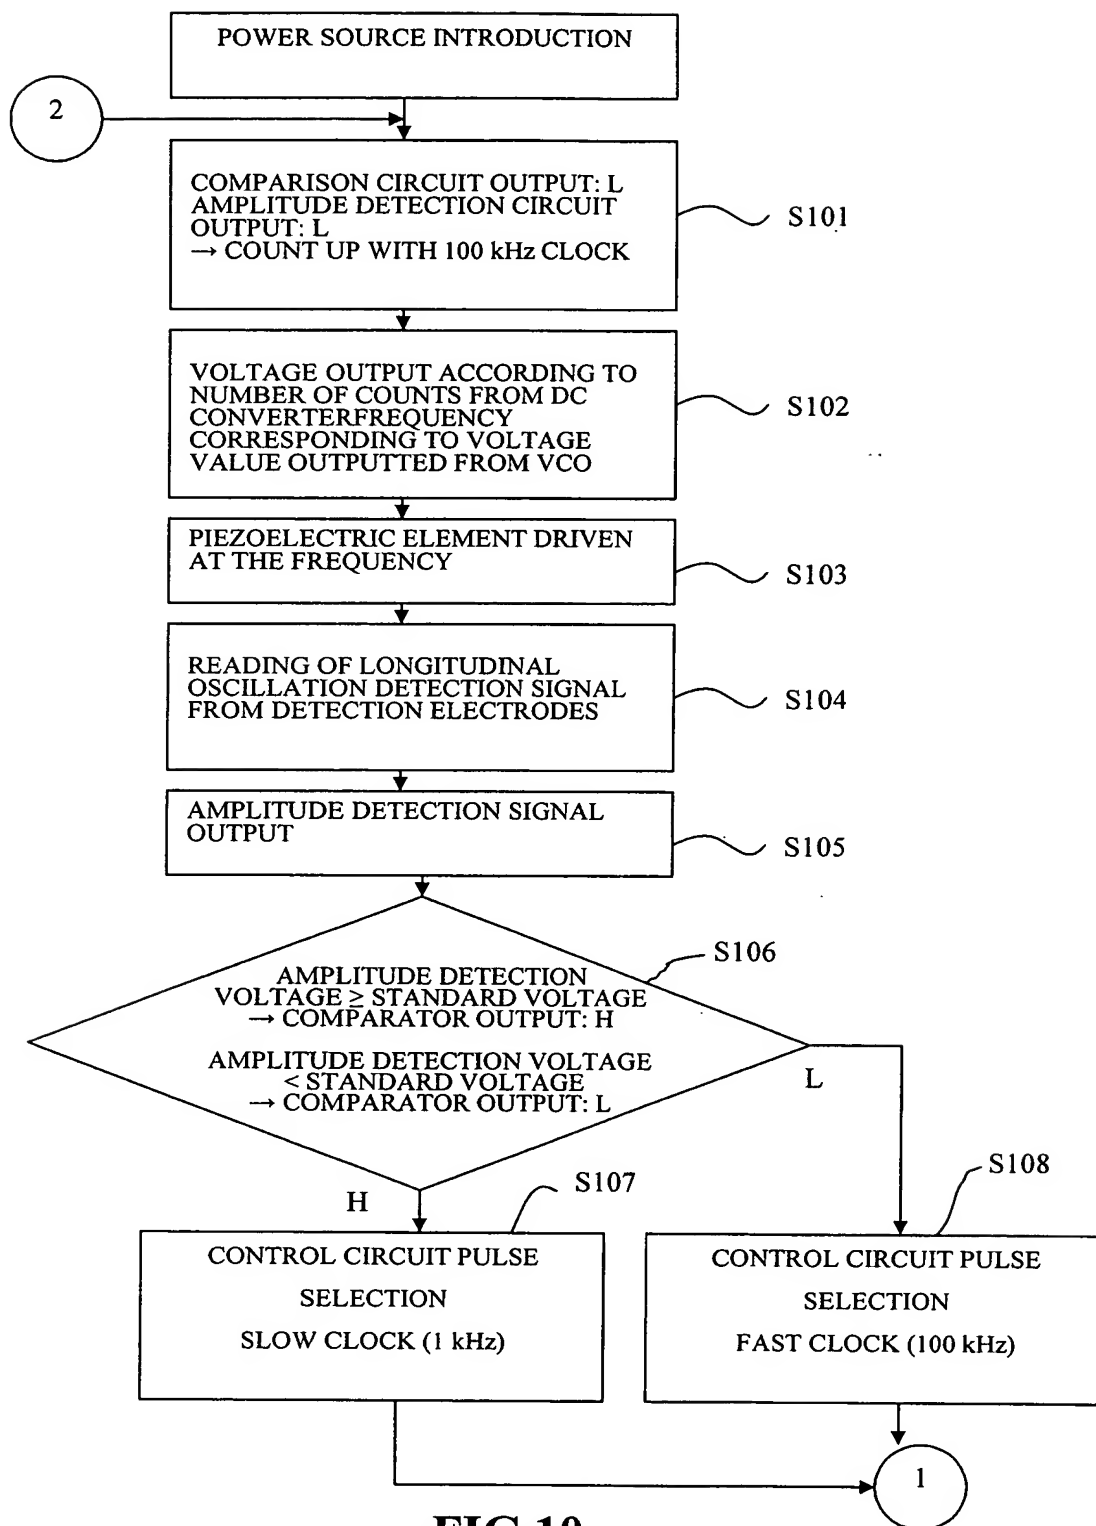 POWER SOURCE INTRODUCTION
2
COMPARISON CIRCUIT OUTPUT: L
AMPLITUDE DETECTION CIRCUIT
OUTPUT: L
→ COUNT UP WITH 100 kHz CLOCK
S101
VOLTAGE OUTPUT ACCORDING TO
NUMBER OF COUNTS FROM DC
CONVERTERFREQUENCY
CORRESPONDING TO VOLTAGE
VALUE OUTPUTTED FROM VCO
S102
PIEZOELECTRIC ELEMENT DRIVEN
AT THE FREQUENCY
S103
READING OF LONGITUDINAL
OSCILLATION DETECTION SIGNAL
FROM DETECTION ELECTRODES
S104
AMPLITUDE DETECTION SIGNAL
OUTPUT
S105
S106
AMPLITUDE DETECTION
VOLTAGE ≥ STANDARD VOLTAGE
→ COMPARATOR OUTPUT: H
AMPLITUDE DETECTION VOLTAGE
< STANDARD VOLTAGE
→ COMPARATOR OUTPUT: L
L
H
S107
S108
CONTROL CIRCUIT PULSE
SELECTION
SLOW CLOCK (1 kHz)
CONTROL CIRCUIT PULSE
SELECTION
FAST CLOCK (100 kHz)
1
FIG 10